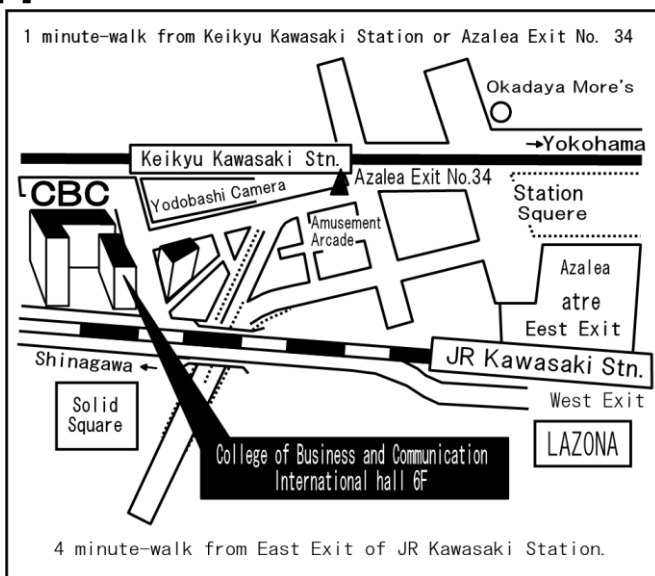 1 minute-walk from Keikyu Kawasaki Station or Azalea Exit No. 34
Okadaya More's
→Yokohama
Keikyu Kawasaki Stn.
CBC
Yodobashi Camera
Azalea Exit No.34
Station
Squere
Amusement
Arcade
Azalea
atre
Eest Exit
JR Kawasaki Stn.
Shinagawa ←
West Exit
Solid
Square
LAZONA
College of Business and Communication
International hall 6F
4 minute-walk from East Exit of JR Kawasaki Station.